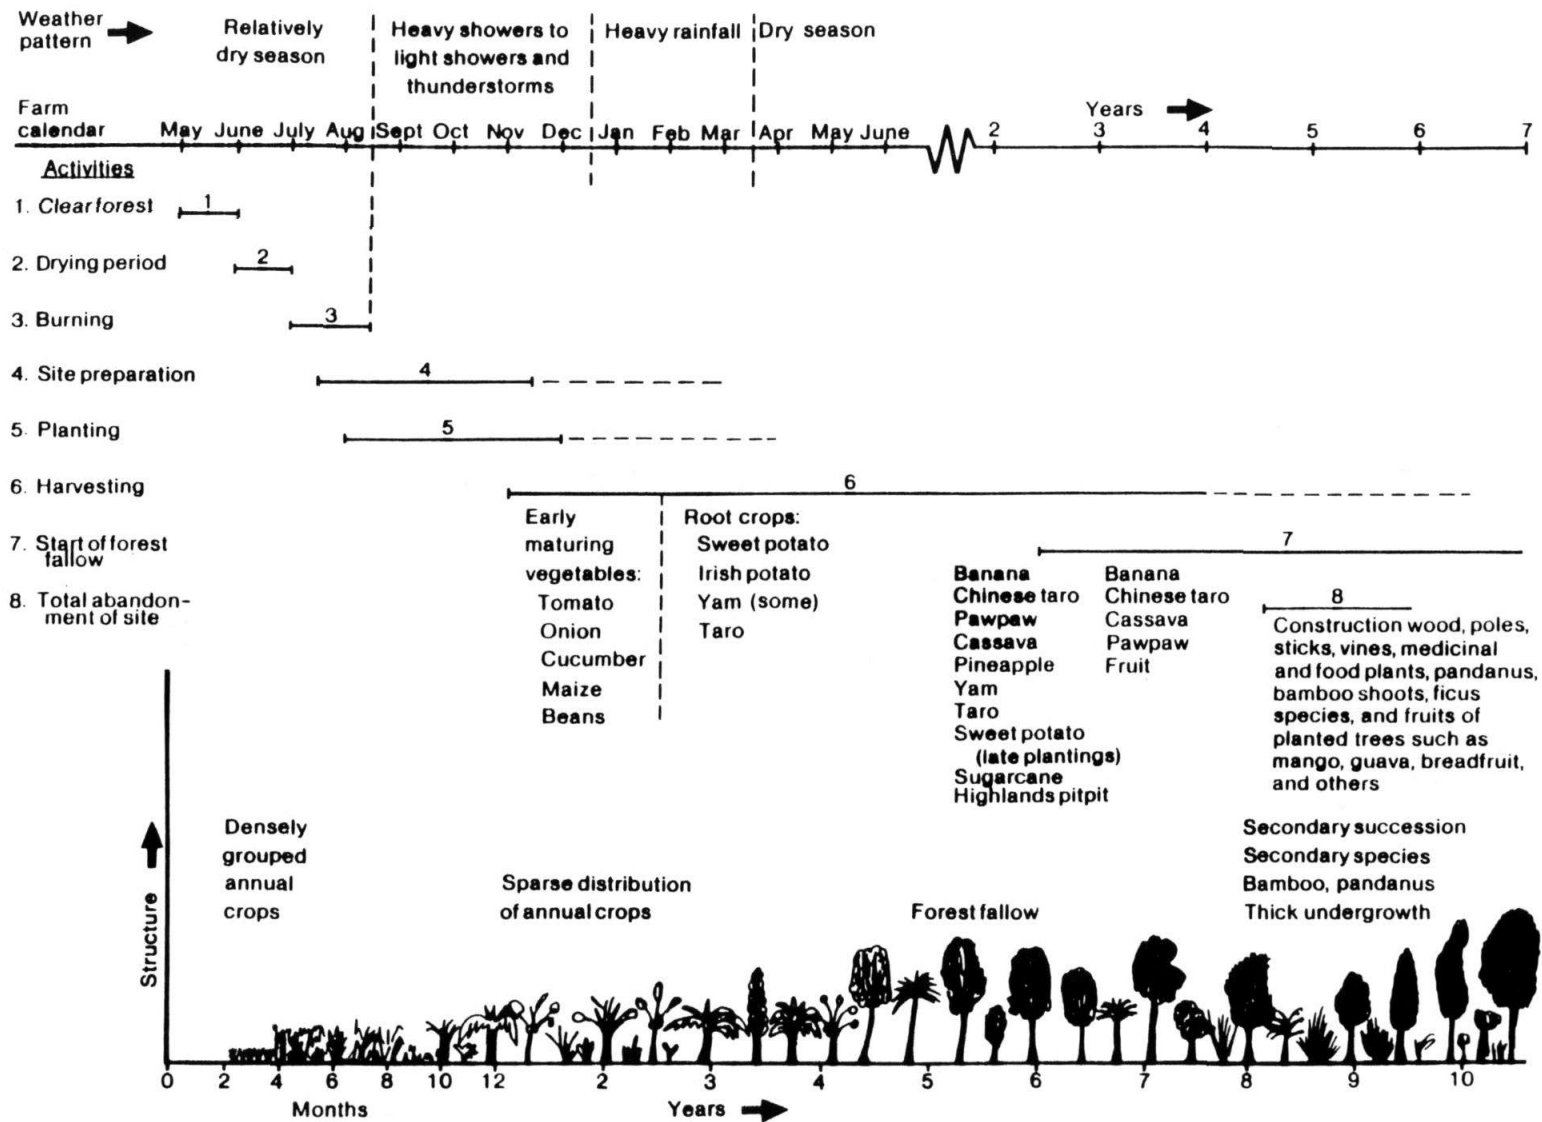 Weather
pattern
Relatively
dry season
Heavy showers to
light showers and
thunderstorms
Heavy rainfall
Dry season
Farm
calendar
May June July Aug Sept Oct Nov Dec Jan Feb Mar Apr May June
Years
2 3 4 5 6 7
Activities
1. Clear forest
1
2. Drying period
2
3. Burning
3
4. Site preparation
4
5. Planting
5
6. Harvesting
6
Early
maturing
vegetables:
Tomato
Onion
Cucumber
Maize
Beans
Root crops:
Sweet potato
Irish potato
Yam (some)
Taro
7. Start of forest
fallow
7
Banana
Chinese taro
Pawpaw
Cassava
Pineapple
Yam
Taro
Sweet potato
(late plantings)
Sugarcane
Highlands pitpit
Banana
Chinese taro
Cassava
Pawpaw
Fruit
8. Total abandon-
ment of site
8
Construction wood, poles,
sticks, vines, medicinal
and food plants, pandanus,
bamboo shoots, ficus
species, and fruits of
planted trees such as
mango, guava, breadfruit,
and others
Structure
Densely
grouped
annual
crops
Sparse distribution
of annual crops
Forest fallow
Secondary succession
Secondary species
Bamboo, pandanus
Thick undergrowth
0 2 4 6 8 10 12 2 3 4 5 6 7 8 9 10
Months
Years